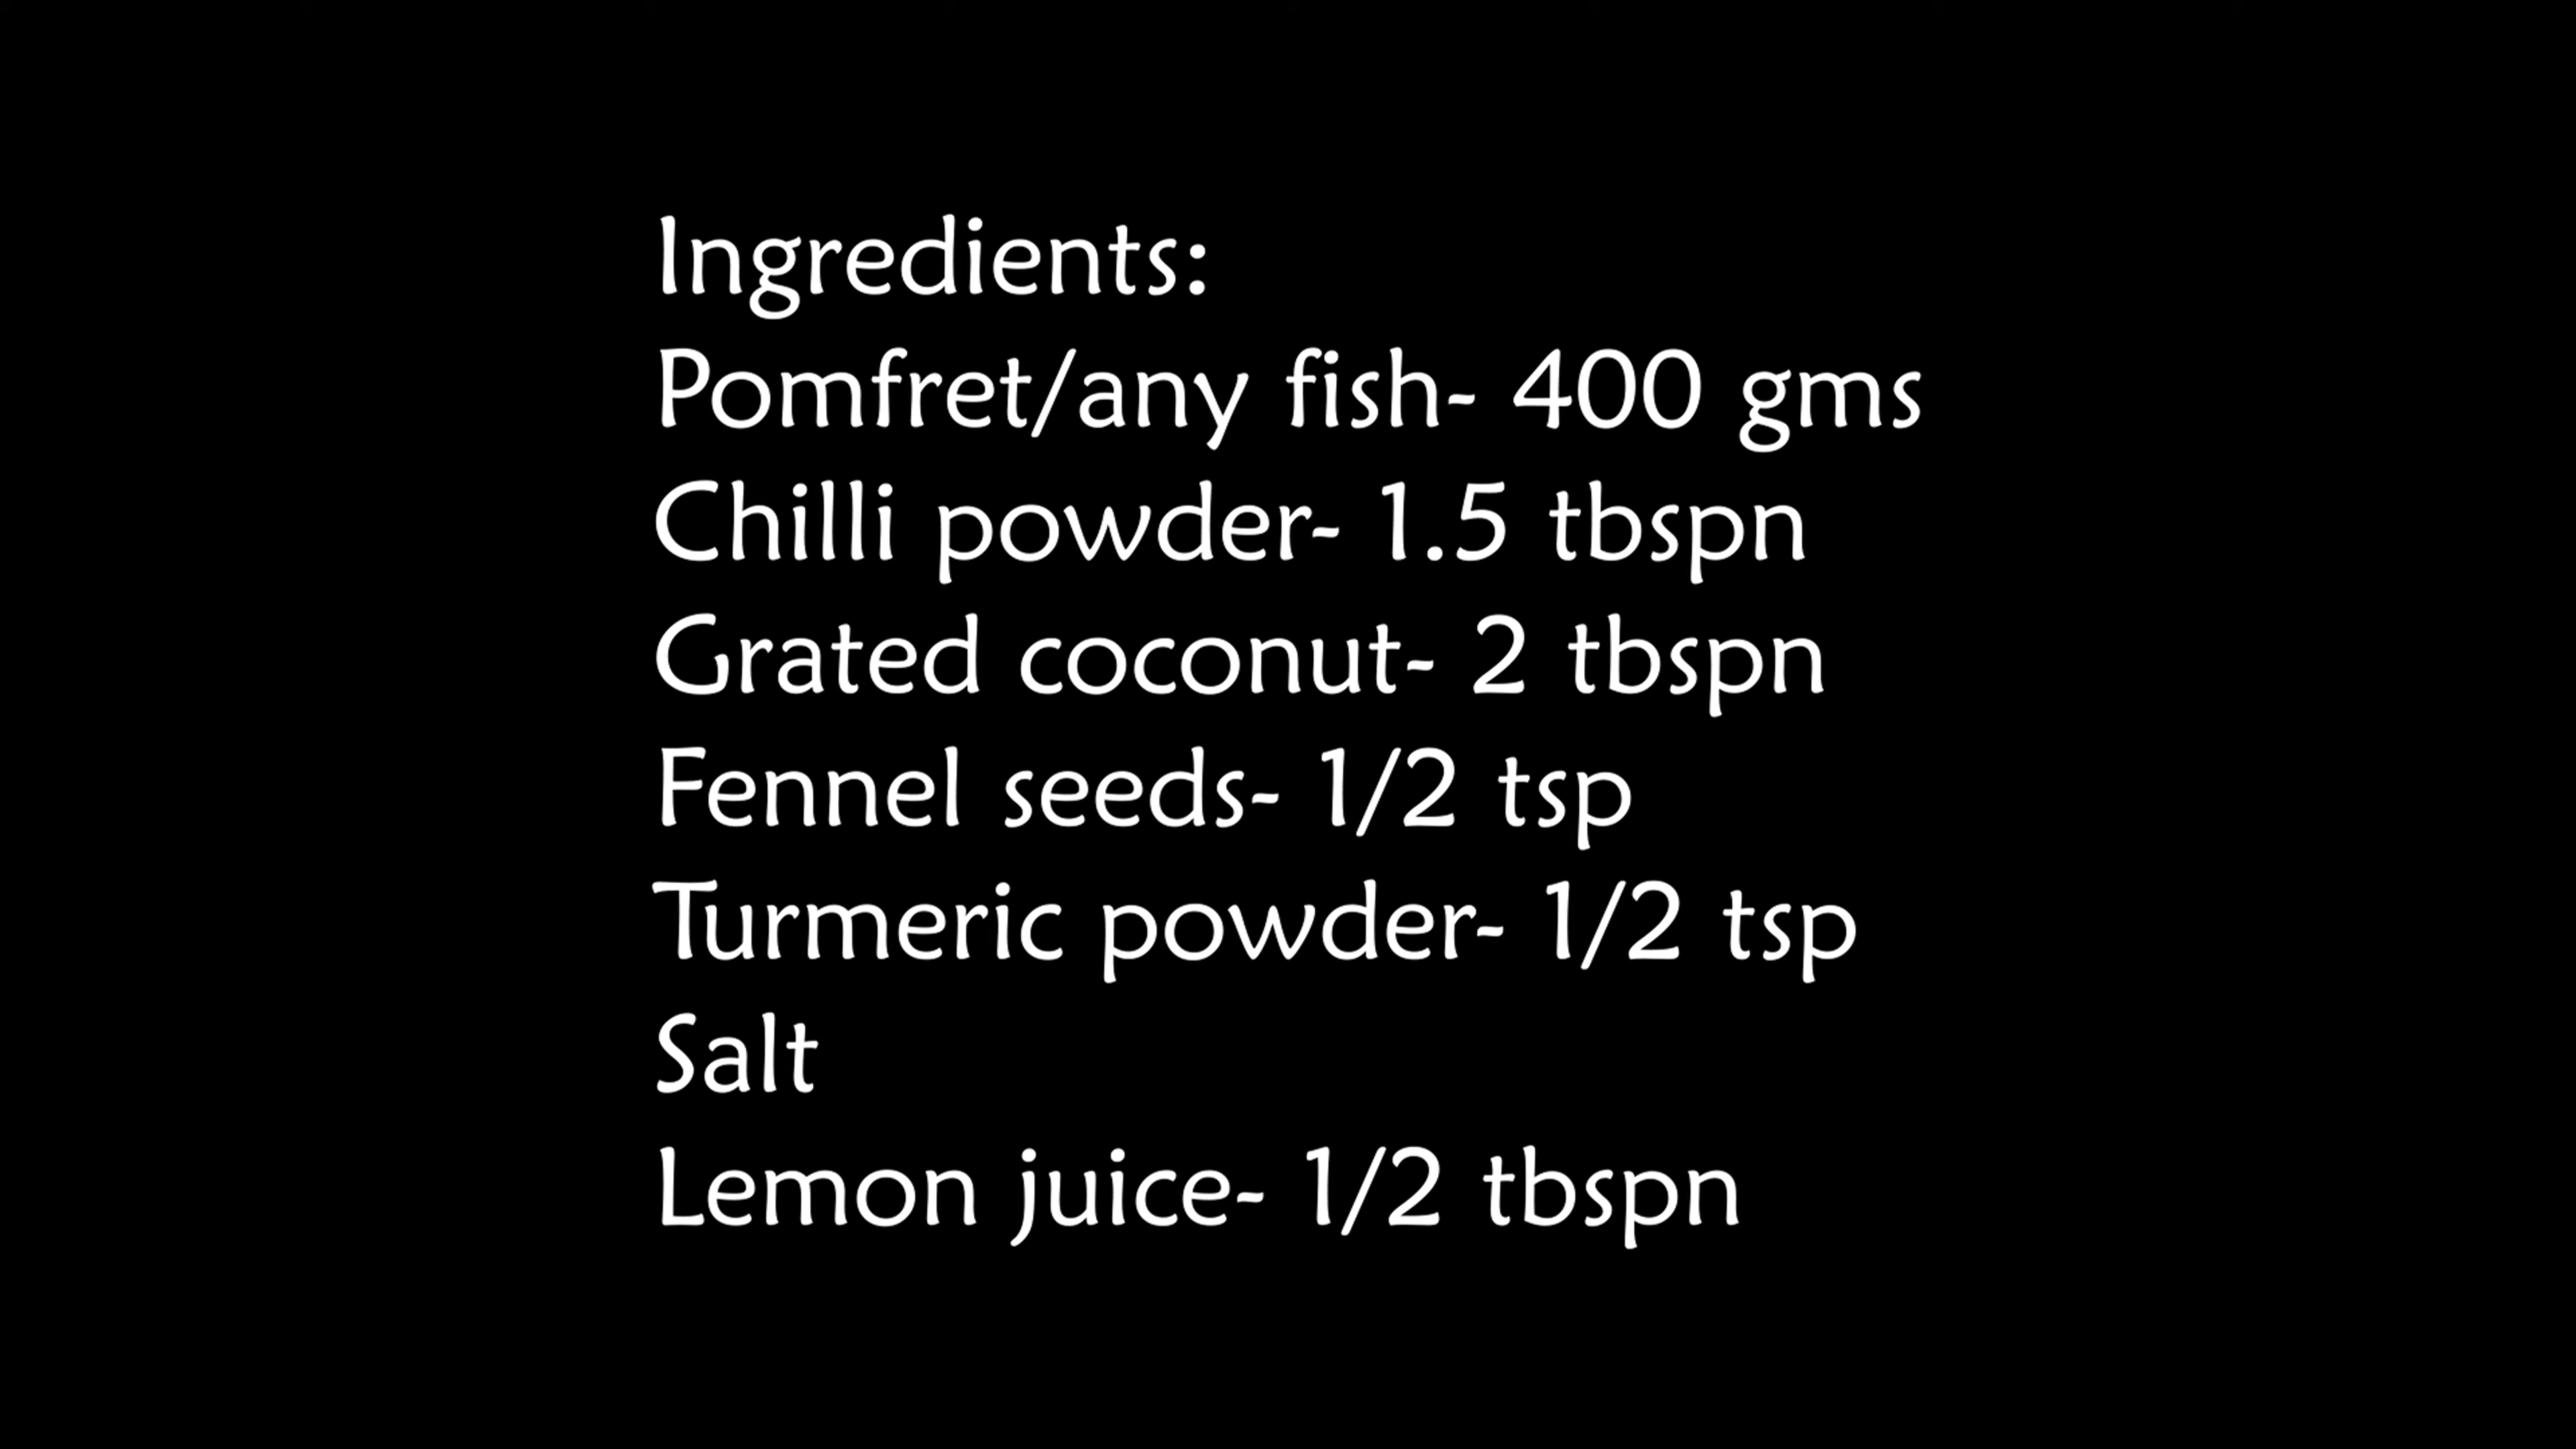 Ingredients:
Pomfret/any fish- 400 gms
Chilli powder- 1.5 tbspn
Grated coconut- 2 tbspn
Fennel seeds- 1/2 tsp
Turmeric powder- 1/2 tsp
Salt
Lemon juice- 1/2 tbspn